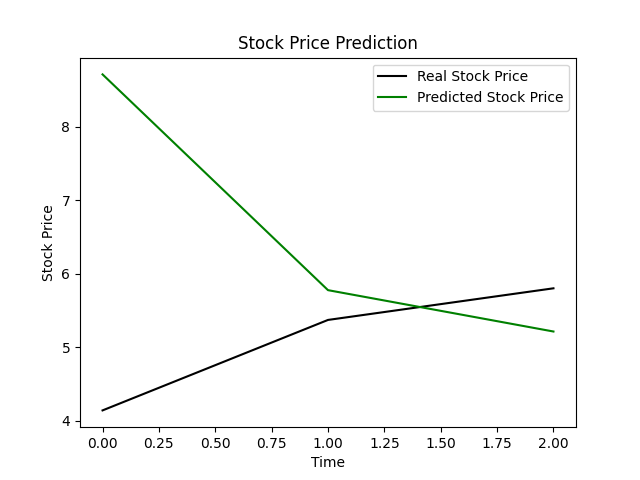 Stock Price Prediction
Real Stock Price
Predicted Stock Price
Stock Price
8
7
6
5
4
0.00 0.25 0.50 0.75 1.00 1.25 1.50 1.75 2.00
Time